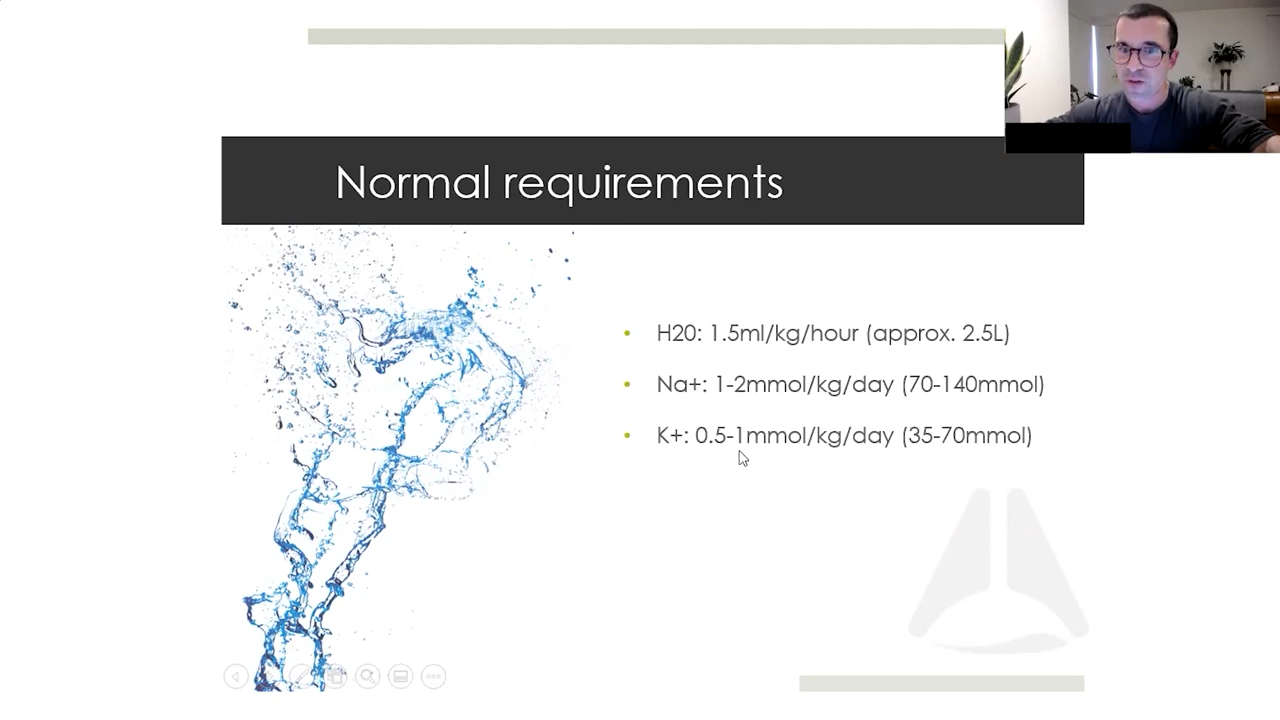 Normal requirements
• H20: 1.5ml/kg/hour (approx. 2.5L)
• Na+: 1-2mmol/kg/day (70-140mmol)
• K+: 0.5-1mmol/kg/day (35-70mmol)